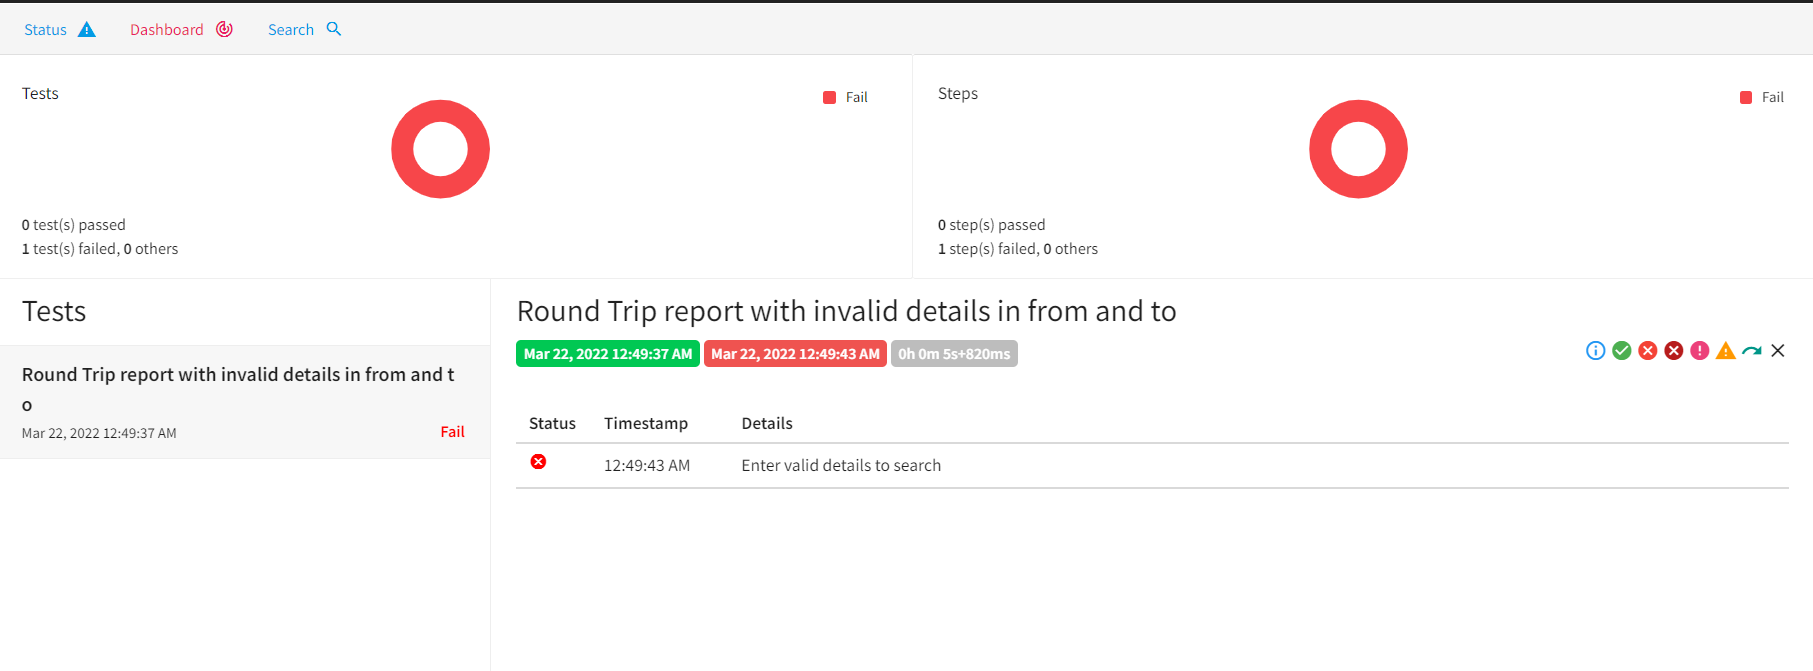 Status Dashboard Search
Tests
Fail
0 test(s) passed
1 test(s) failed, 0 others
Steps
Fail
0 step(s) passed
1 step(s) failed, 0 others
Tests
Round Trip report with invalid details in from and t
o
Mar 22, 2022 12:49:37 AM Fail
Round Trip report with invalid details in from and to
Mar 22, 2022 12:49:37 AM Mar 22, 2022 12:49:43 AM 0h 0m 5s+820ms
Status Timestamp Details
12:49:43 AM Enter valid details to search